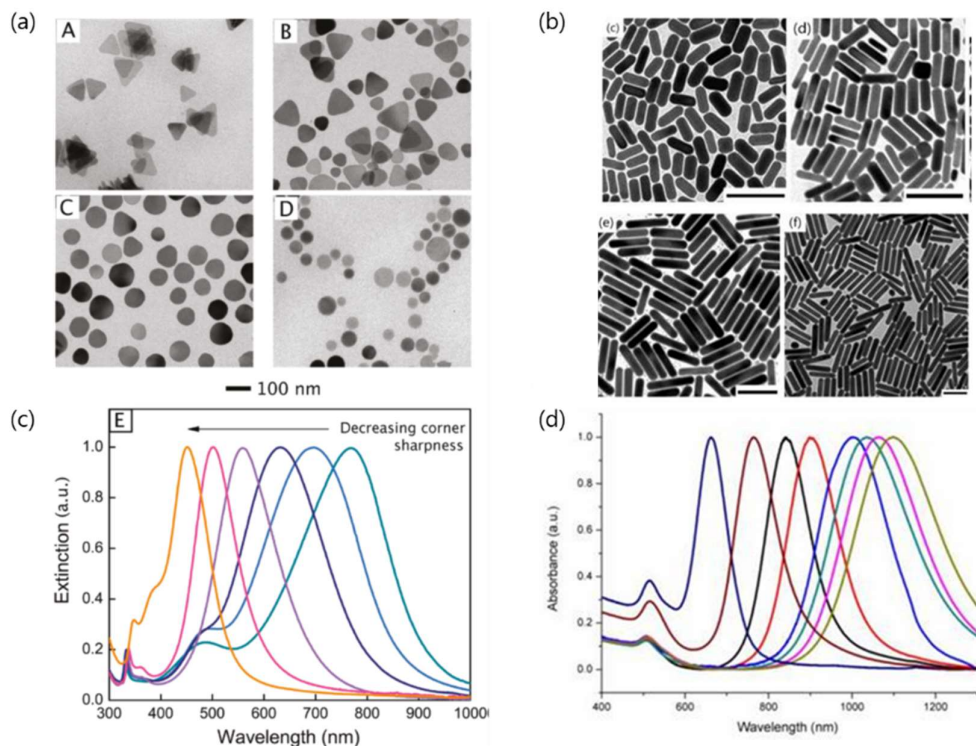 (a)
A
B
C
D
100 nm
(b)
(c)
(d)
(e)
(f)
(c)
E
Decreasing corner
sharpness
Extinction (a.u.)
1.0
0.8
0.6
0.4
0.2
0.0
300 400 500 600 700 800 900 1000
Wavelength (nm)
(d)
Absorbance (a.u.)
1.0
0.8
0.6
0.4
0.2
0.0
400 600 800 1000 1200
Wavelength (nm)